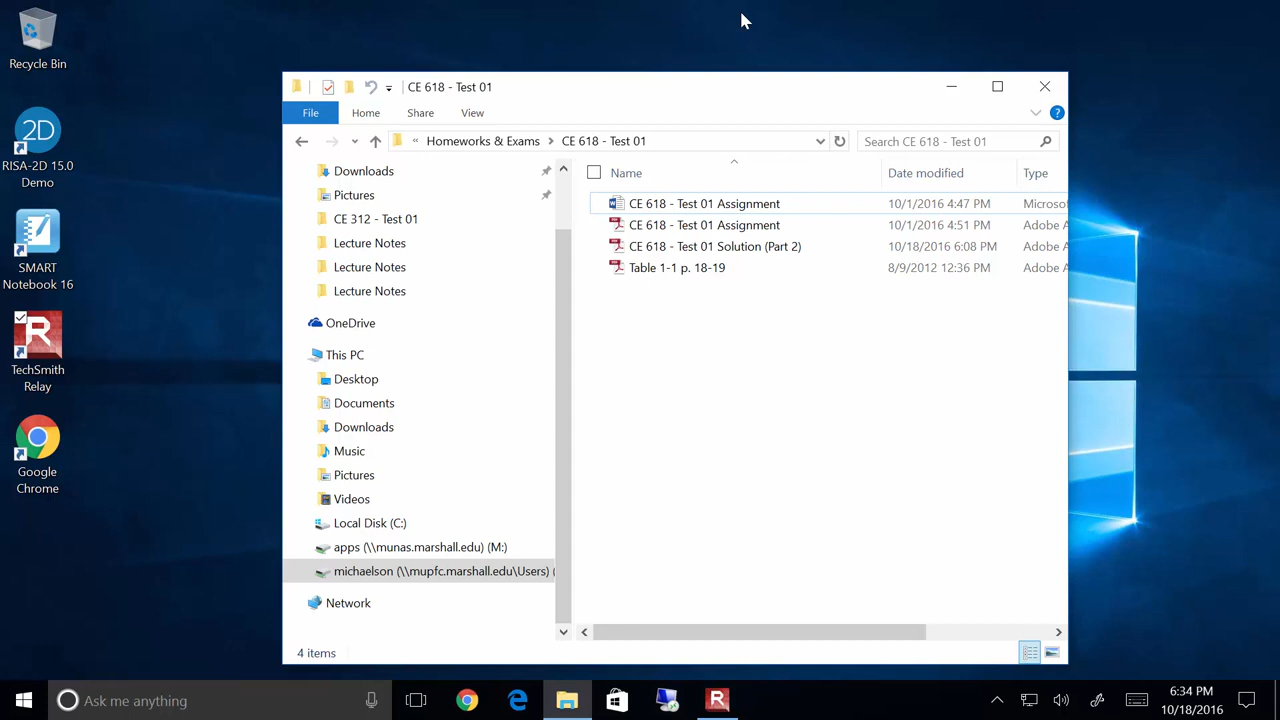 Recycle Bin
2D
RISA-2D 15.0
Demo
SMART
Notebook 16
R
TechSmith
Relay
Google
Chrome
CE 618 - Test 01
File
Home
Share
View
?
« Homeworks & Exams > CE 618 - Test 01
Search CE 618 - Test 01
Downloads
Pictures
CE 312 - Test 01
Lecture Notes
Lecture Notes
Lecture Notes
OneDrive
This PC
Desktop
Documents
Downloads
Music
Pictures
Videos
Local Disk (C:)
apps (\\munas.marshall.edu) (M:)
michaelson (\\mupfc.marshall.edu\Users) (
Network
Name
Date modified
Type
CE 618 - Test 01 Assignment 10/1/2016 4:47 PM Microso
CE 618 - Test 01 Assignment 10/1/2016 4:51 PM Adobe A
CE 618 - Test 01 Solution (Part 2) 10/18/2016 6:08 PM Adobe A
Table 1-1 p. 18-19 8/9/2012 12:36 PM Adobe A
4 items
Ask me anything
R
6:34 PM
10/18/2016